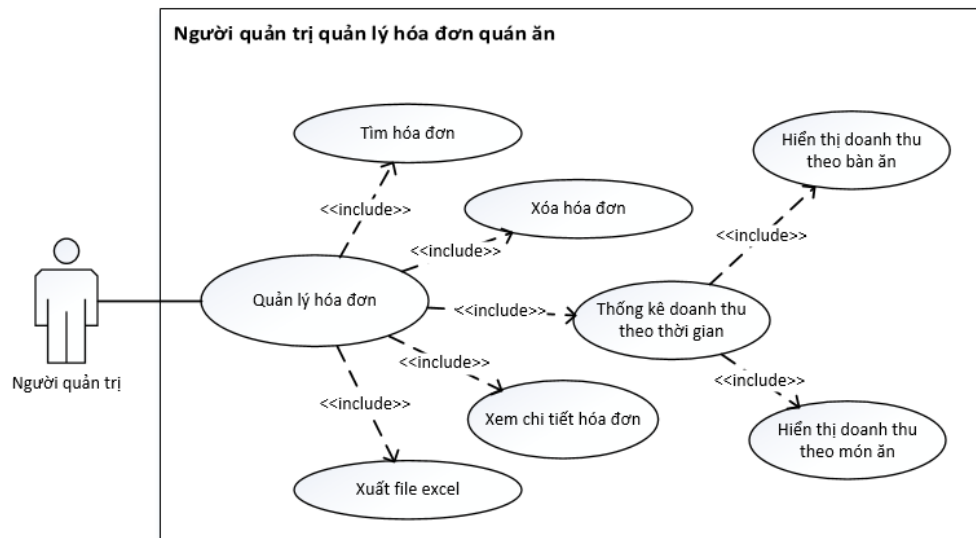 Người quản trị quản lý hóa đơn quán ăn
Tìm hóa đơn
Hiển thị doanh thu
theo bàn ăn
<<include>>
Xóa hóa đơn
<<include>>
<<include>>
Quản lý hóa đơn
<<include>>
Thống kê doanh thu
theo thời gian
Người quản trị
<<include>>
<<include>>
<<include>>
Xem chi tiết hóa đơn
Hiển thị doanh thu
theo món ăn
Xuất file excel